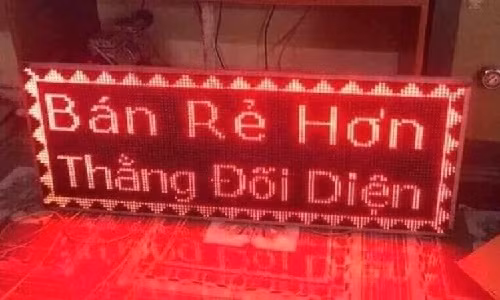 Bán Rẻ Hơn
Thằng Đối Diện